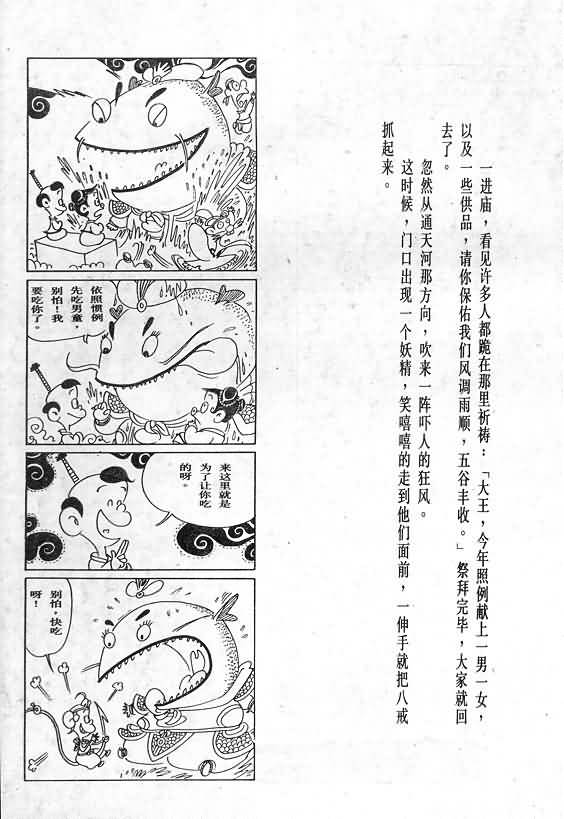 一进庙，看见许多人都跪在那里祈祷：「大王，今年照例献上一男一女，
以及一些供品，请你保佑我们风调雨顺，五谷丰收。」祭拜完毕，大家就回
去了。
忽然从通天河那方向，吹来一阵吓人的狂风。
这时候，门口出现一个妖精，笑嘻嘻的走到他们面前，一伸手就把八戒
抓起来。
依照惯例
先吃男童，
别怕！我
要吃你了。
来这里就是
为了让你吃
的呀。
别怕，快吃
呀！